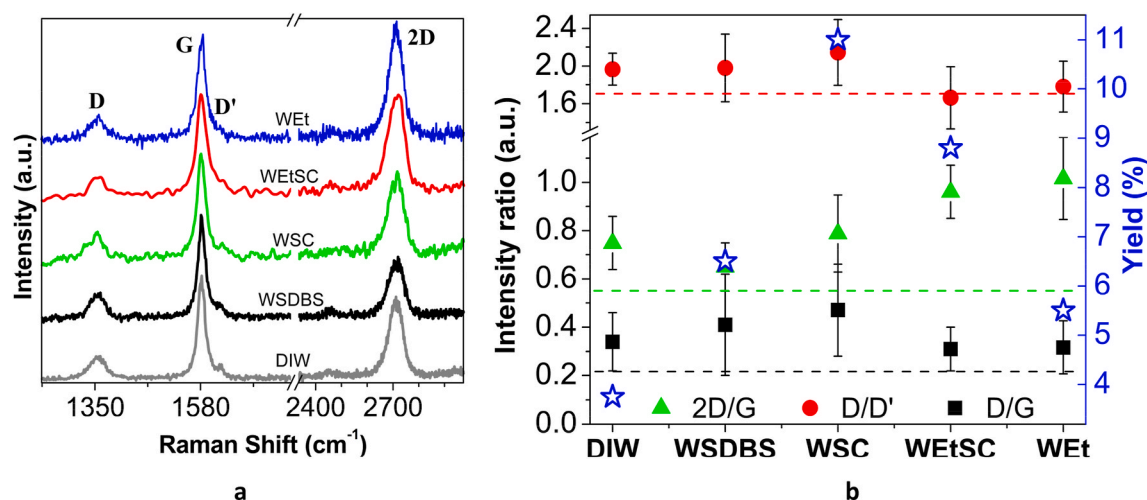 G
2D
D
D'
WEt
WEtSC
WSC
WSDBS
DIW
Intensity (a.u.)
1350 1580 2400 2700
Raman Shift (cm⁻¹)
a
2.4
2.0
1.6
1.0
0.8
0.6
0.4
0.2
0.0
Intensity ratio (a.u.)
11
10
9
8
7
6
5
4
Yield (%)
2D/G D/D' D/G
DIW WSDBS WSC WEtSC WEt
b